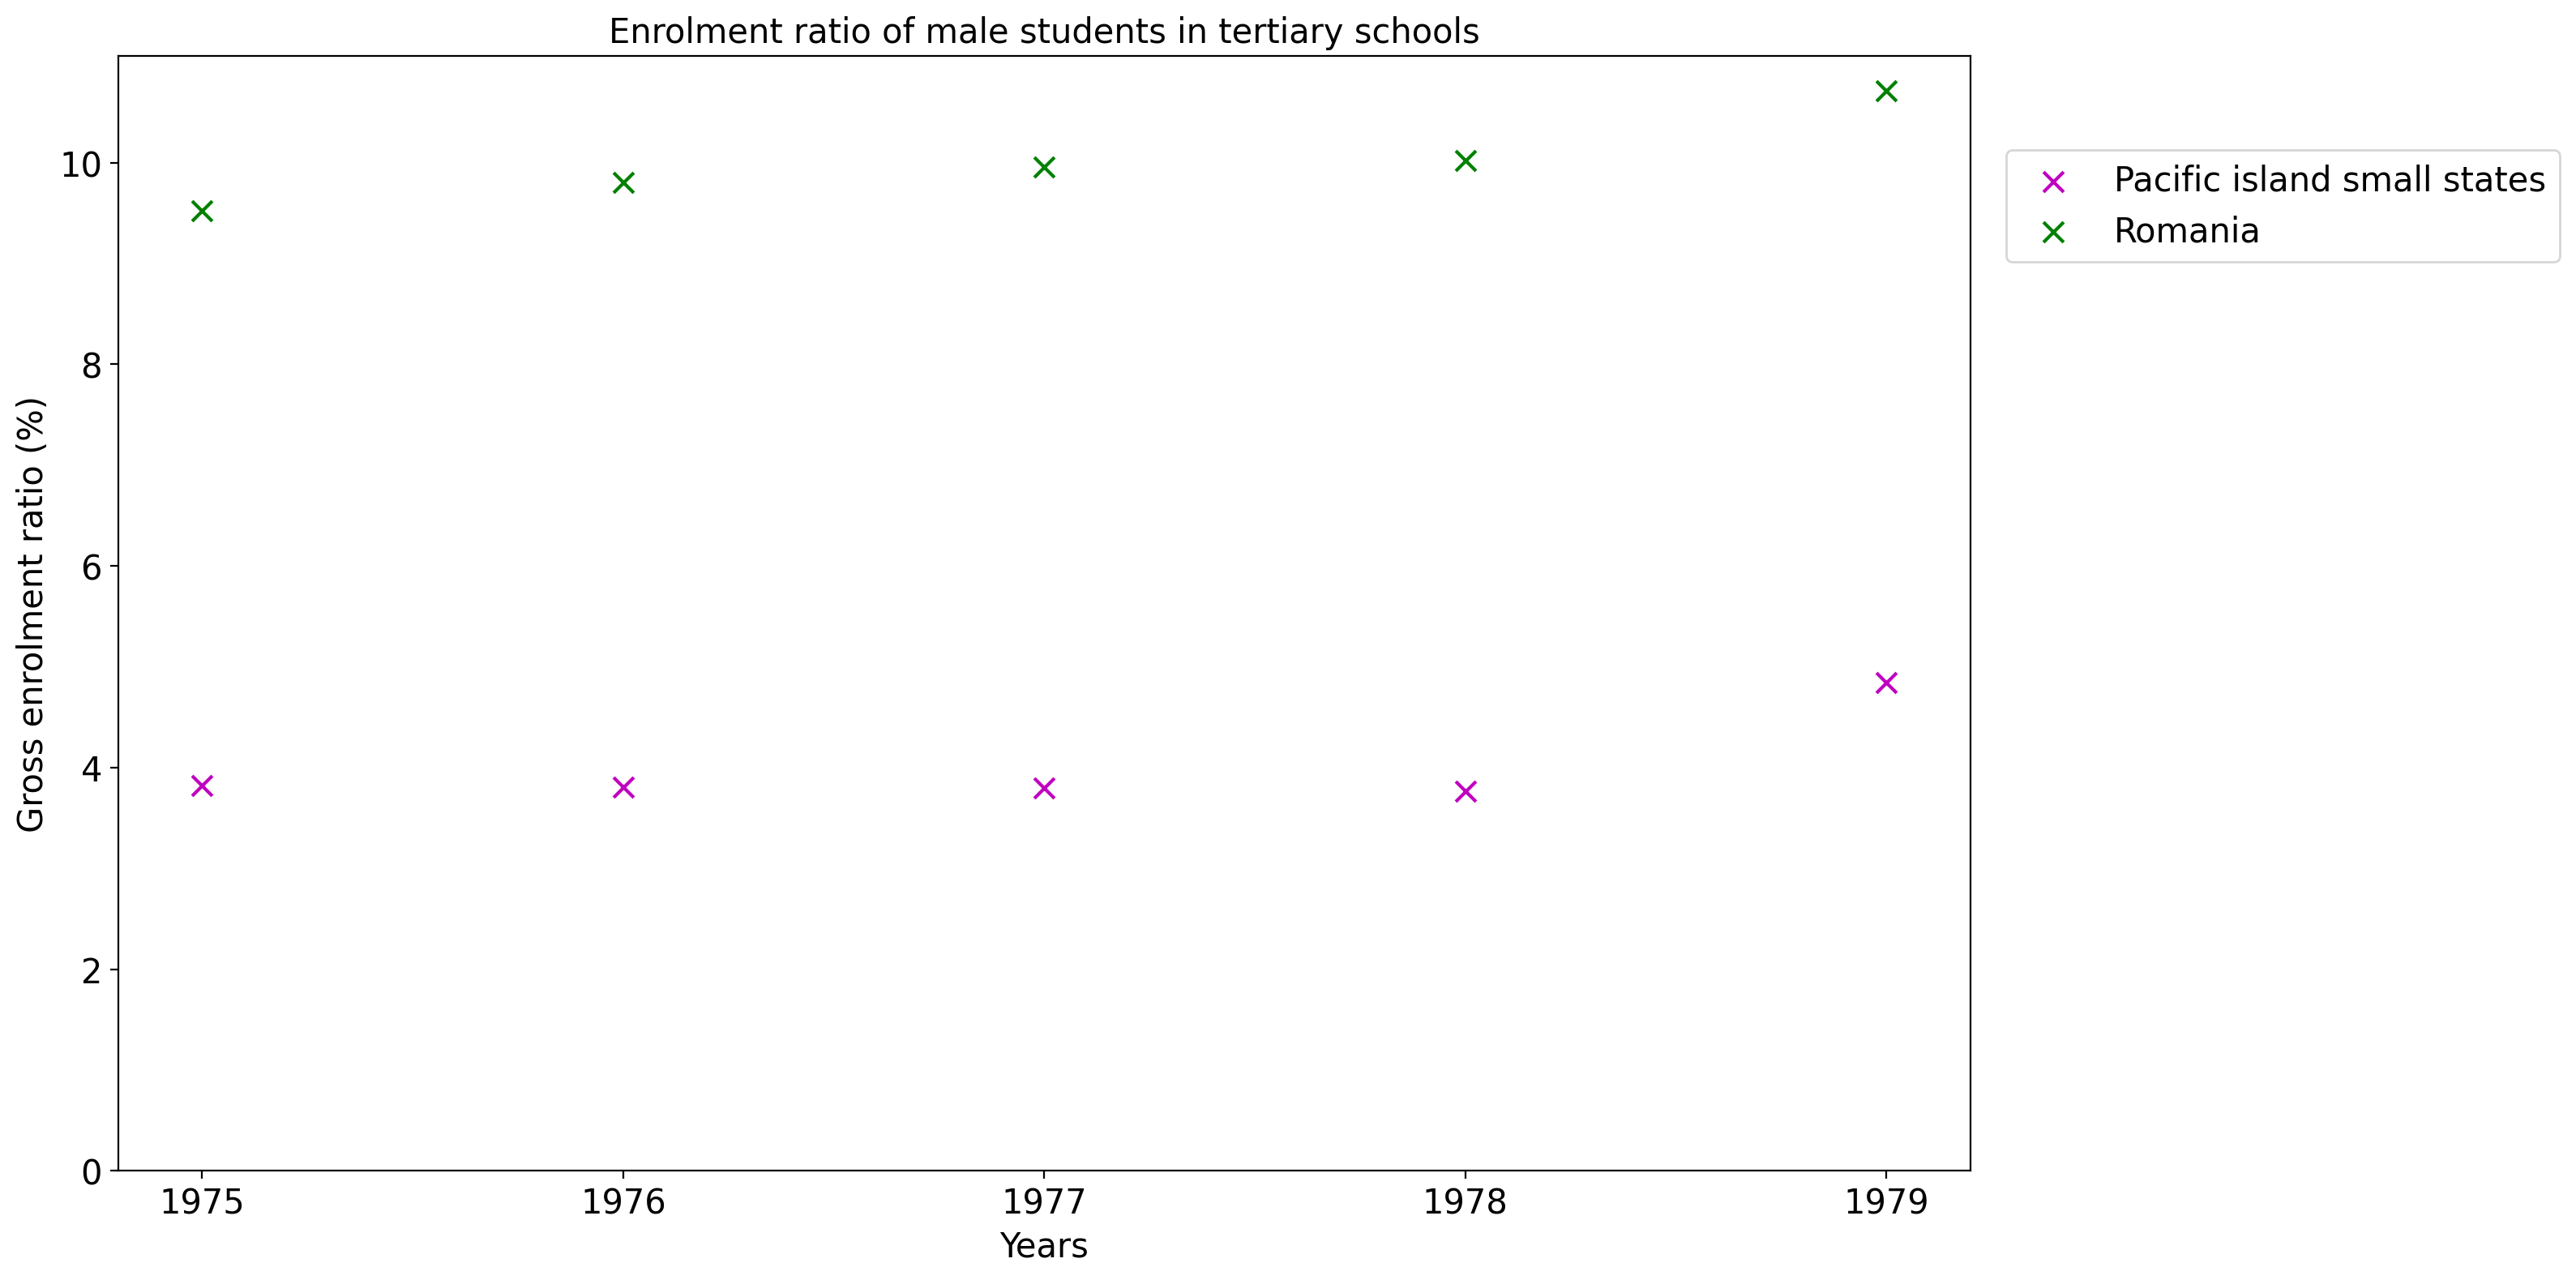 Enrolment ratio of male students in tertiary schools
Gross enrolment ratio (%)
10
8
6
4
2
0
1975 1976 1977 1978 1979
Years
Pacific island small states
Romania